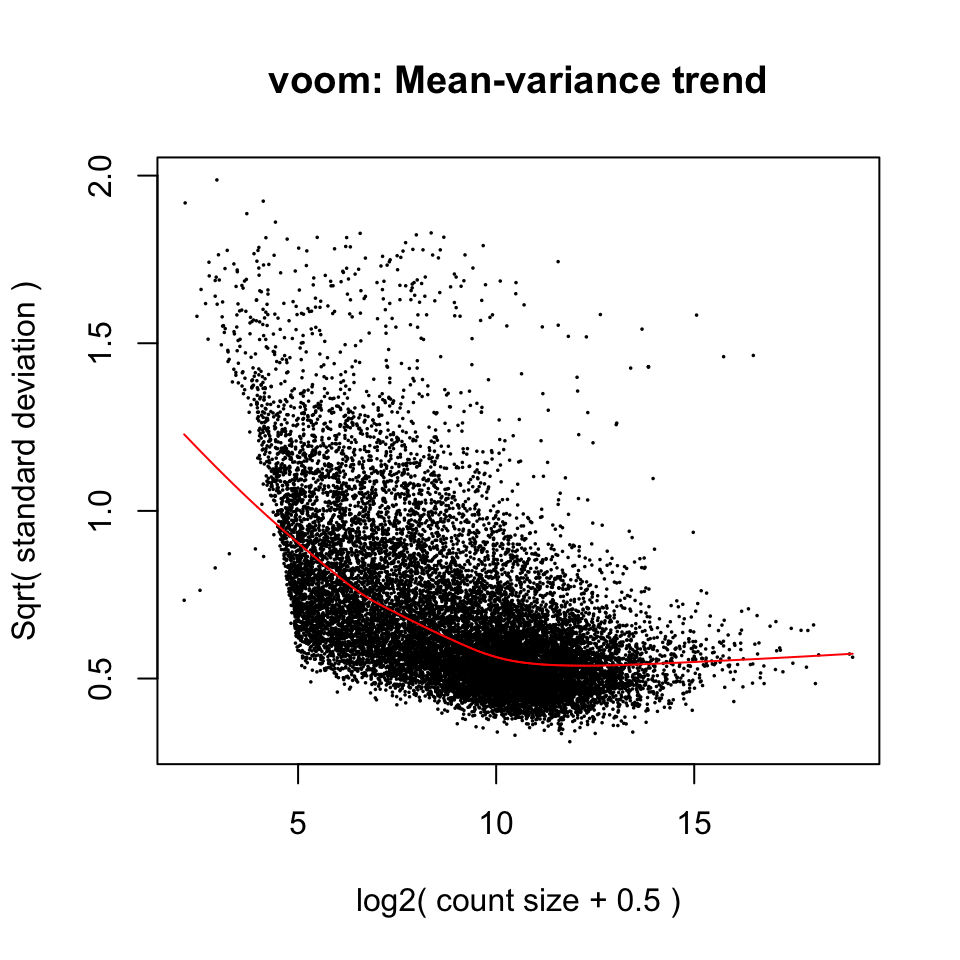 voom: Mean-variance trend
Sqrt( standard deviation )
2.0
1.5
1.0
0.5
5 10 15
log2( count size + 0.5 )